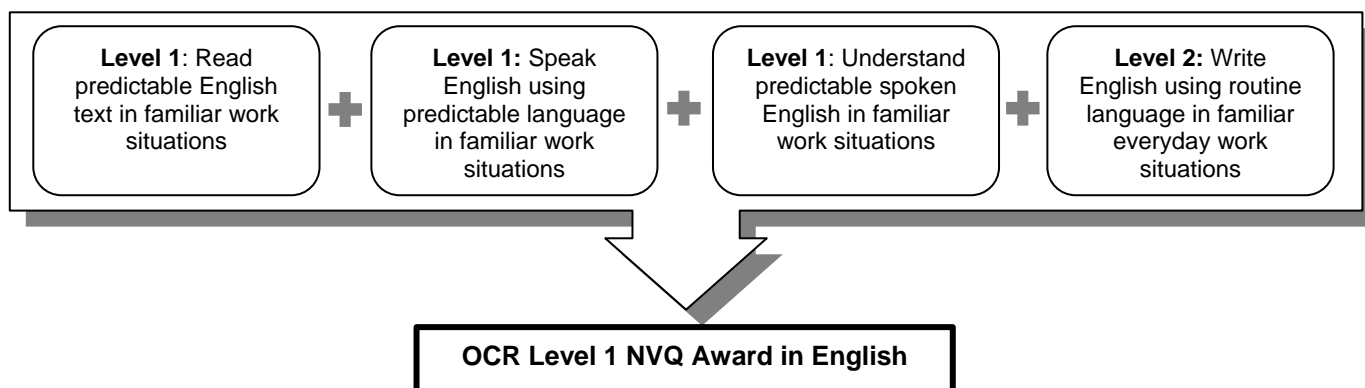 Level 1: Read
predictable English
text in familiar work
situations
Level 1: Speak
English using
predictable language
in familiar work
situations
Level 1: Understand
predictable spoken
English in familiar
work situations
Level 2: Write
English using routine
language in familiar
everyday work
situations
OCR Level 1 NVQ Award in English